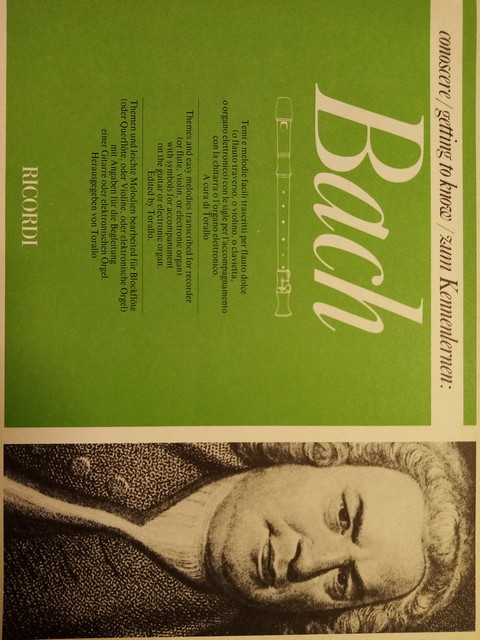 conoscere / getting to know / zum Kennenlernen:
Bach
Temi e melodie facili trascritti per flauto dolce
(o flauto traverso, o violino, o clavietta,
o organo elettronico) con le sigle per l'accompagnamento
con la chitarra o l'organo elettronico.
A cura di Torallo
Themes and easy melodies transcribed for recorder
(or flute, violin, or electronic organ)
with symbols for accompaniment
on the guitar or electronic organ.
Edited by Torallo
Themen und leichte Melodien bearbeitet für Blockflöte
(oder Querflöte, oder Violine, oder elektronische Orgel)
mit Angaben für die Begleitung
einer Gitarre oder elektronischen Orgel
Herausgegeben von Torallo
RICORDI